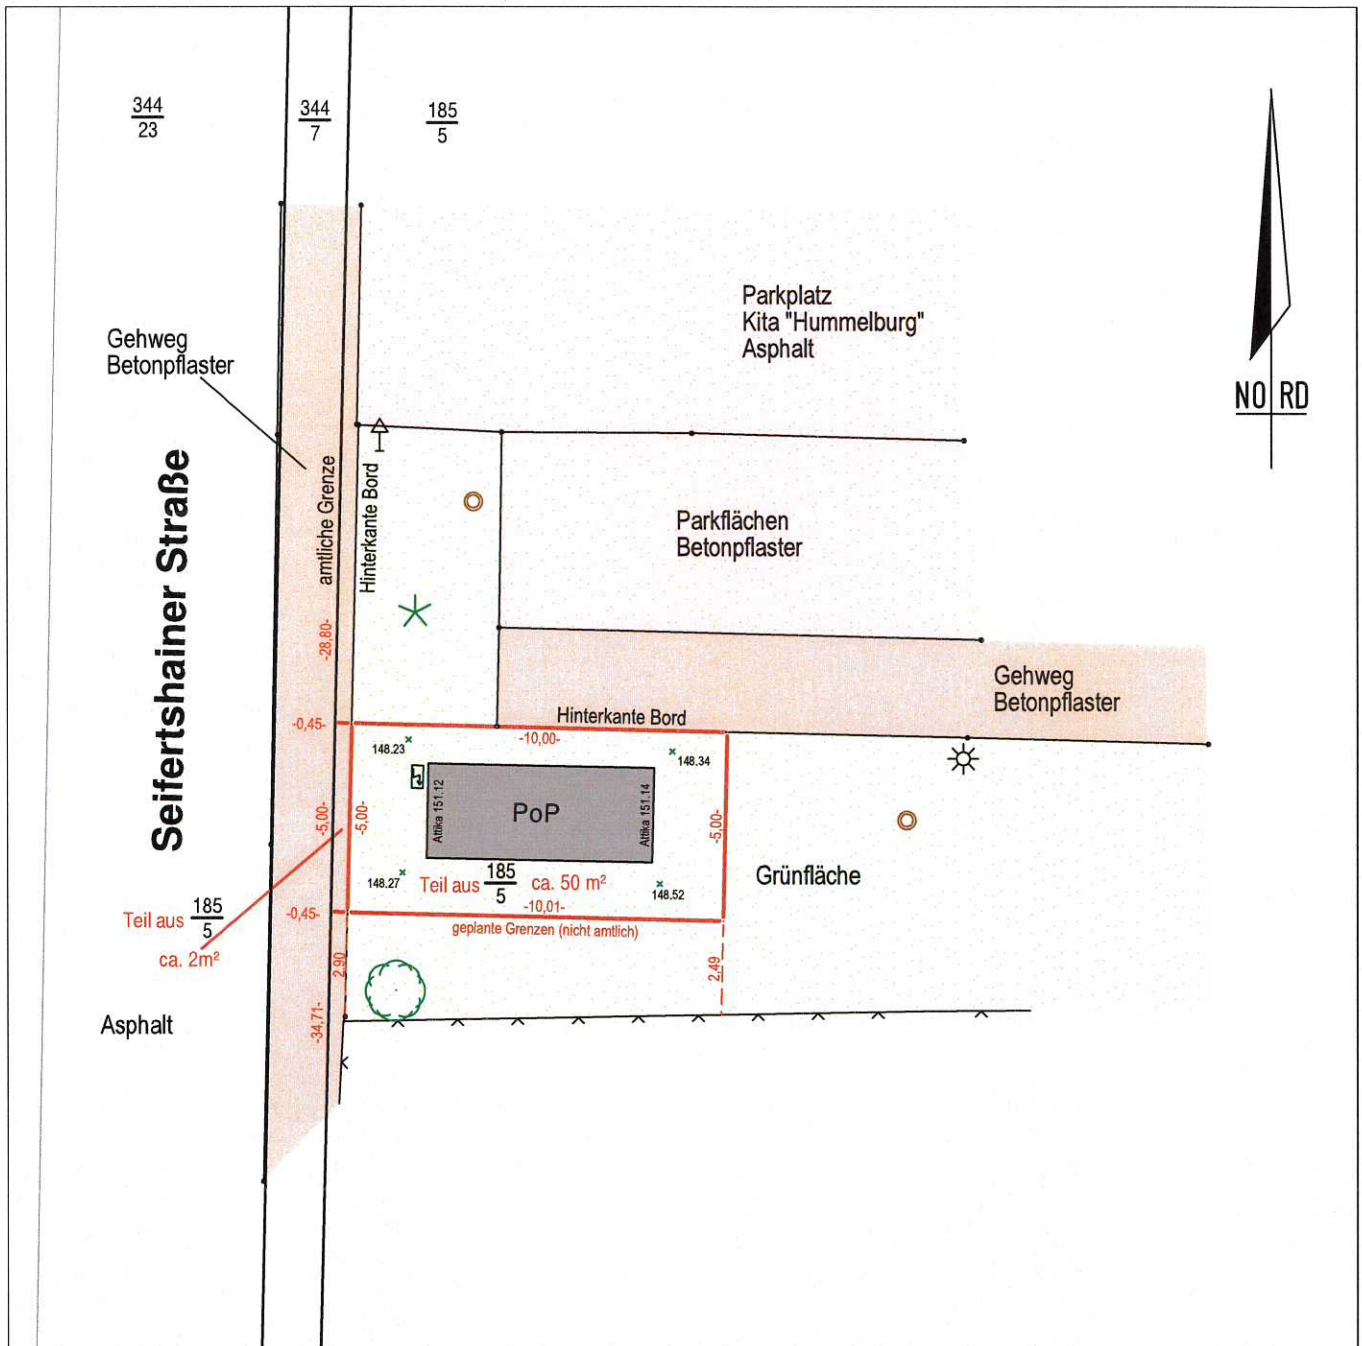 344
23
344
7
185
5
Parkplatz
Kita "Hummelburg"
Asphalt
NORD
Gehweg
Betonpflaster
Seifertshainer Straße
amtliche Grenze
Hinterkante Bord
-28,80-
Parkflächen
Betonpflaster
Gehweg
Betonpflaster
Hinterkante Bord
-0,45-
-10,00-
148.23
148.34
Attika 151.12
PoP
Attika 151.14
-5,00-
-5,00-
-5,00-
148.27
148.52
Teil aus 185
5
ca. 50 m²
-10,01-
geplante Grenzen (nicht amtlich)
Grünfläche
Teil aus 185
5
ca. 2m²
-0,45-
2,90
2,49
-34,71-
Asphalt